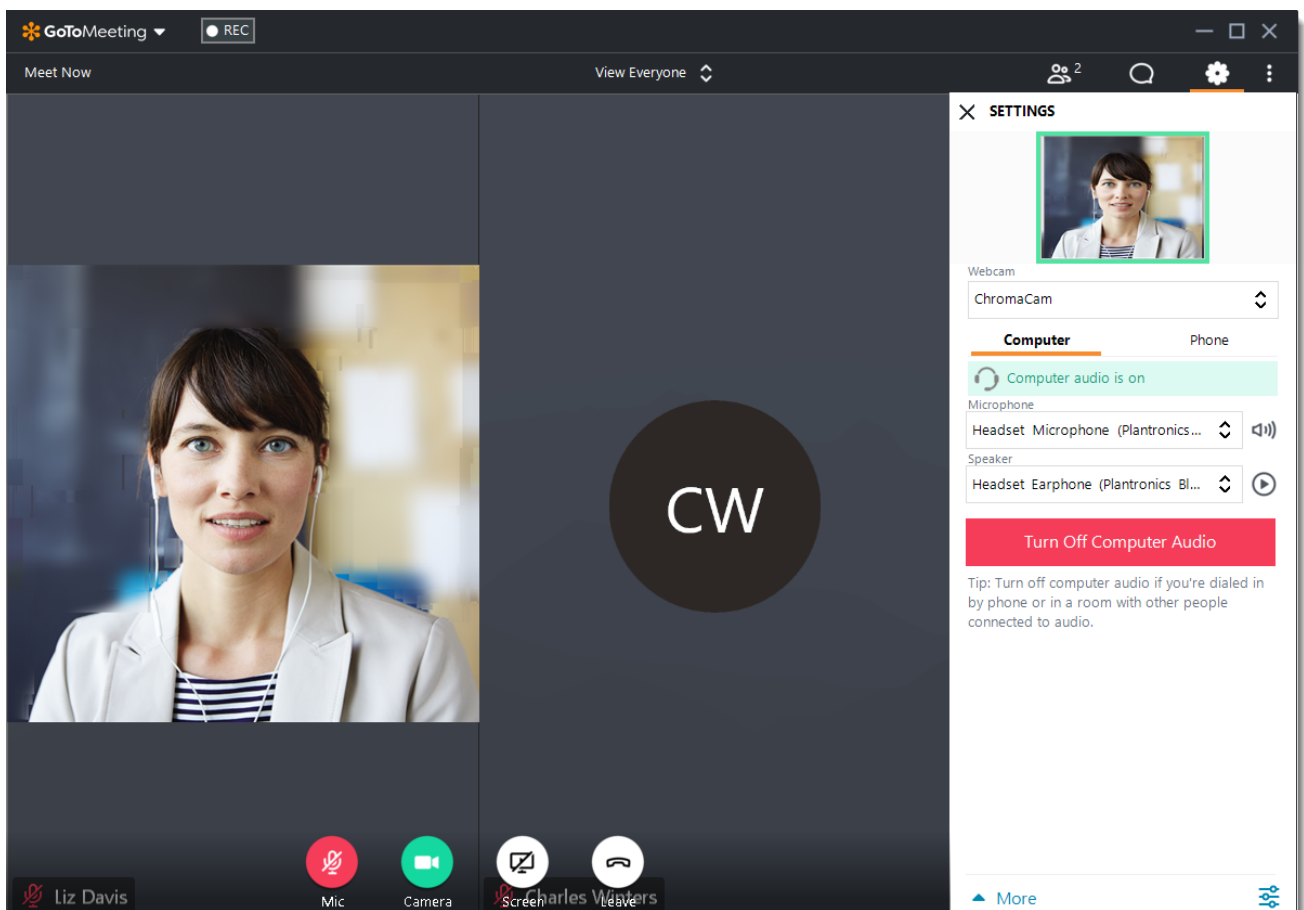 GoToMeeting
REC
Meet Now
View Everyone
2
SETTINGS
Webcam
ChromaCam
Computer
Phone
Computer audio is on
Microphone
Headset Microphone (Plantronics...
Speaker
Headset Earphone (Plantronics Bl...
Turn Off Computer Audio
Tip: Turn off computer audio if you're dialed in
by phone or in a room with other people
connected to audio.
CW
Liz Davis
Mic
Camera
Screen
Charles Winters
Leave
More